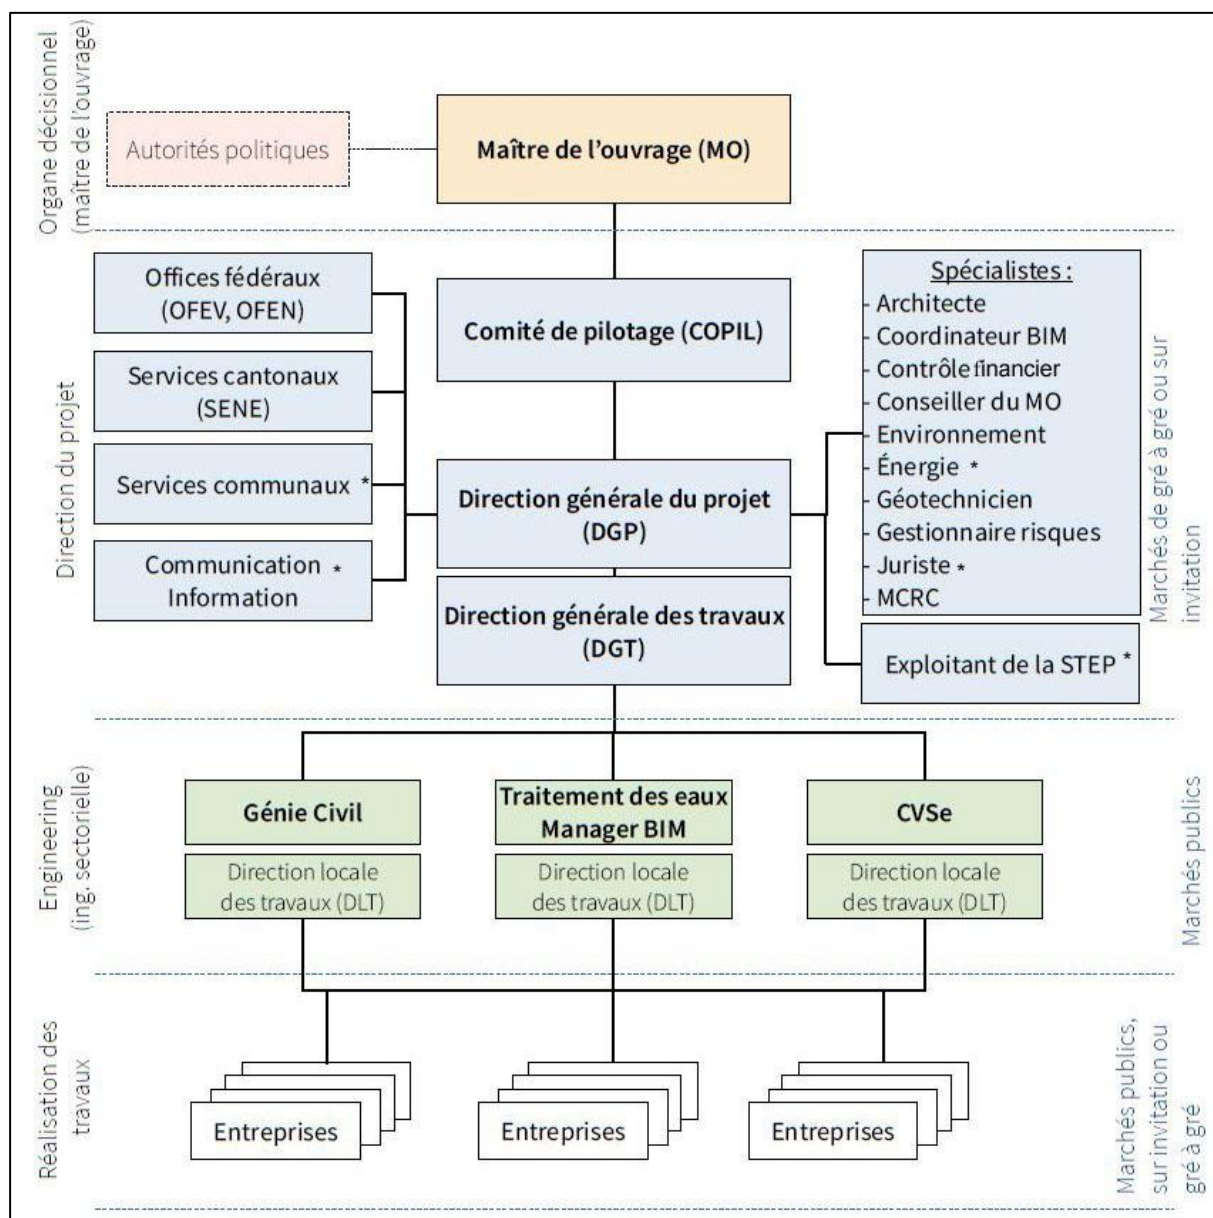 Organe décisionnel
(maître de l'ouvrage)
Autorités politiques
Maître de l'ouvrage (MO)
Direction du projet
Offices fédéraux
(OFEV, OFEN)
Services cantonaux
(SENE)
Services communaux *
Communication *
Information
Comité de pilotage (COPIL)
Direction générale du projet
(DGP)
Direction générale des travaux
(DGT)
Spécialistes :
- Architecte
- Coordinateur BIM
- Contrôle financier
- Conseiller du MO
- Environnement
- Énergie *
- Géotechnicien
- Gestionnaire risques
- Juriste *
- MCRC
Exploitant de la STEP *
Marchés de gré à gré ou sur
invitation
Engineering
(ing. sectorielle)
Génie Civil
Direction locale
des travaux (DLT)
Traitement des eaux
Manager BIM
Direction locale
des travaux (DLT)
CVSe
Direction locale
des travaux (DLT)
Marchés publics
Réalisation des
travaux
Entreprises
Entreprises
Entreprises
Marchés publics,
sur invitation ou
gré à gré